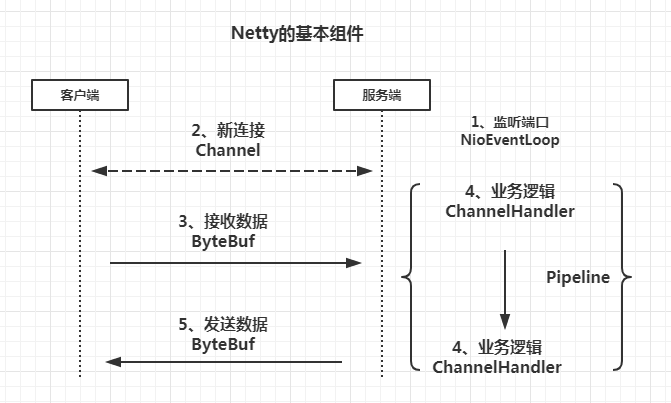 Netty的基本组件
客户端
服务端
1、监听端口
NioEventLoop
2、新连接
Channel
3、接收数据
ByteBuf
4、业务逻辑
ChannelHandler
Pipeline
4、业务逻辑
ChannelHandler
5、发送数据
ByteBuf